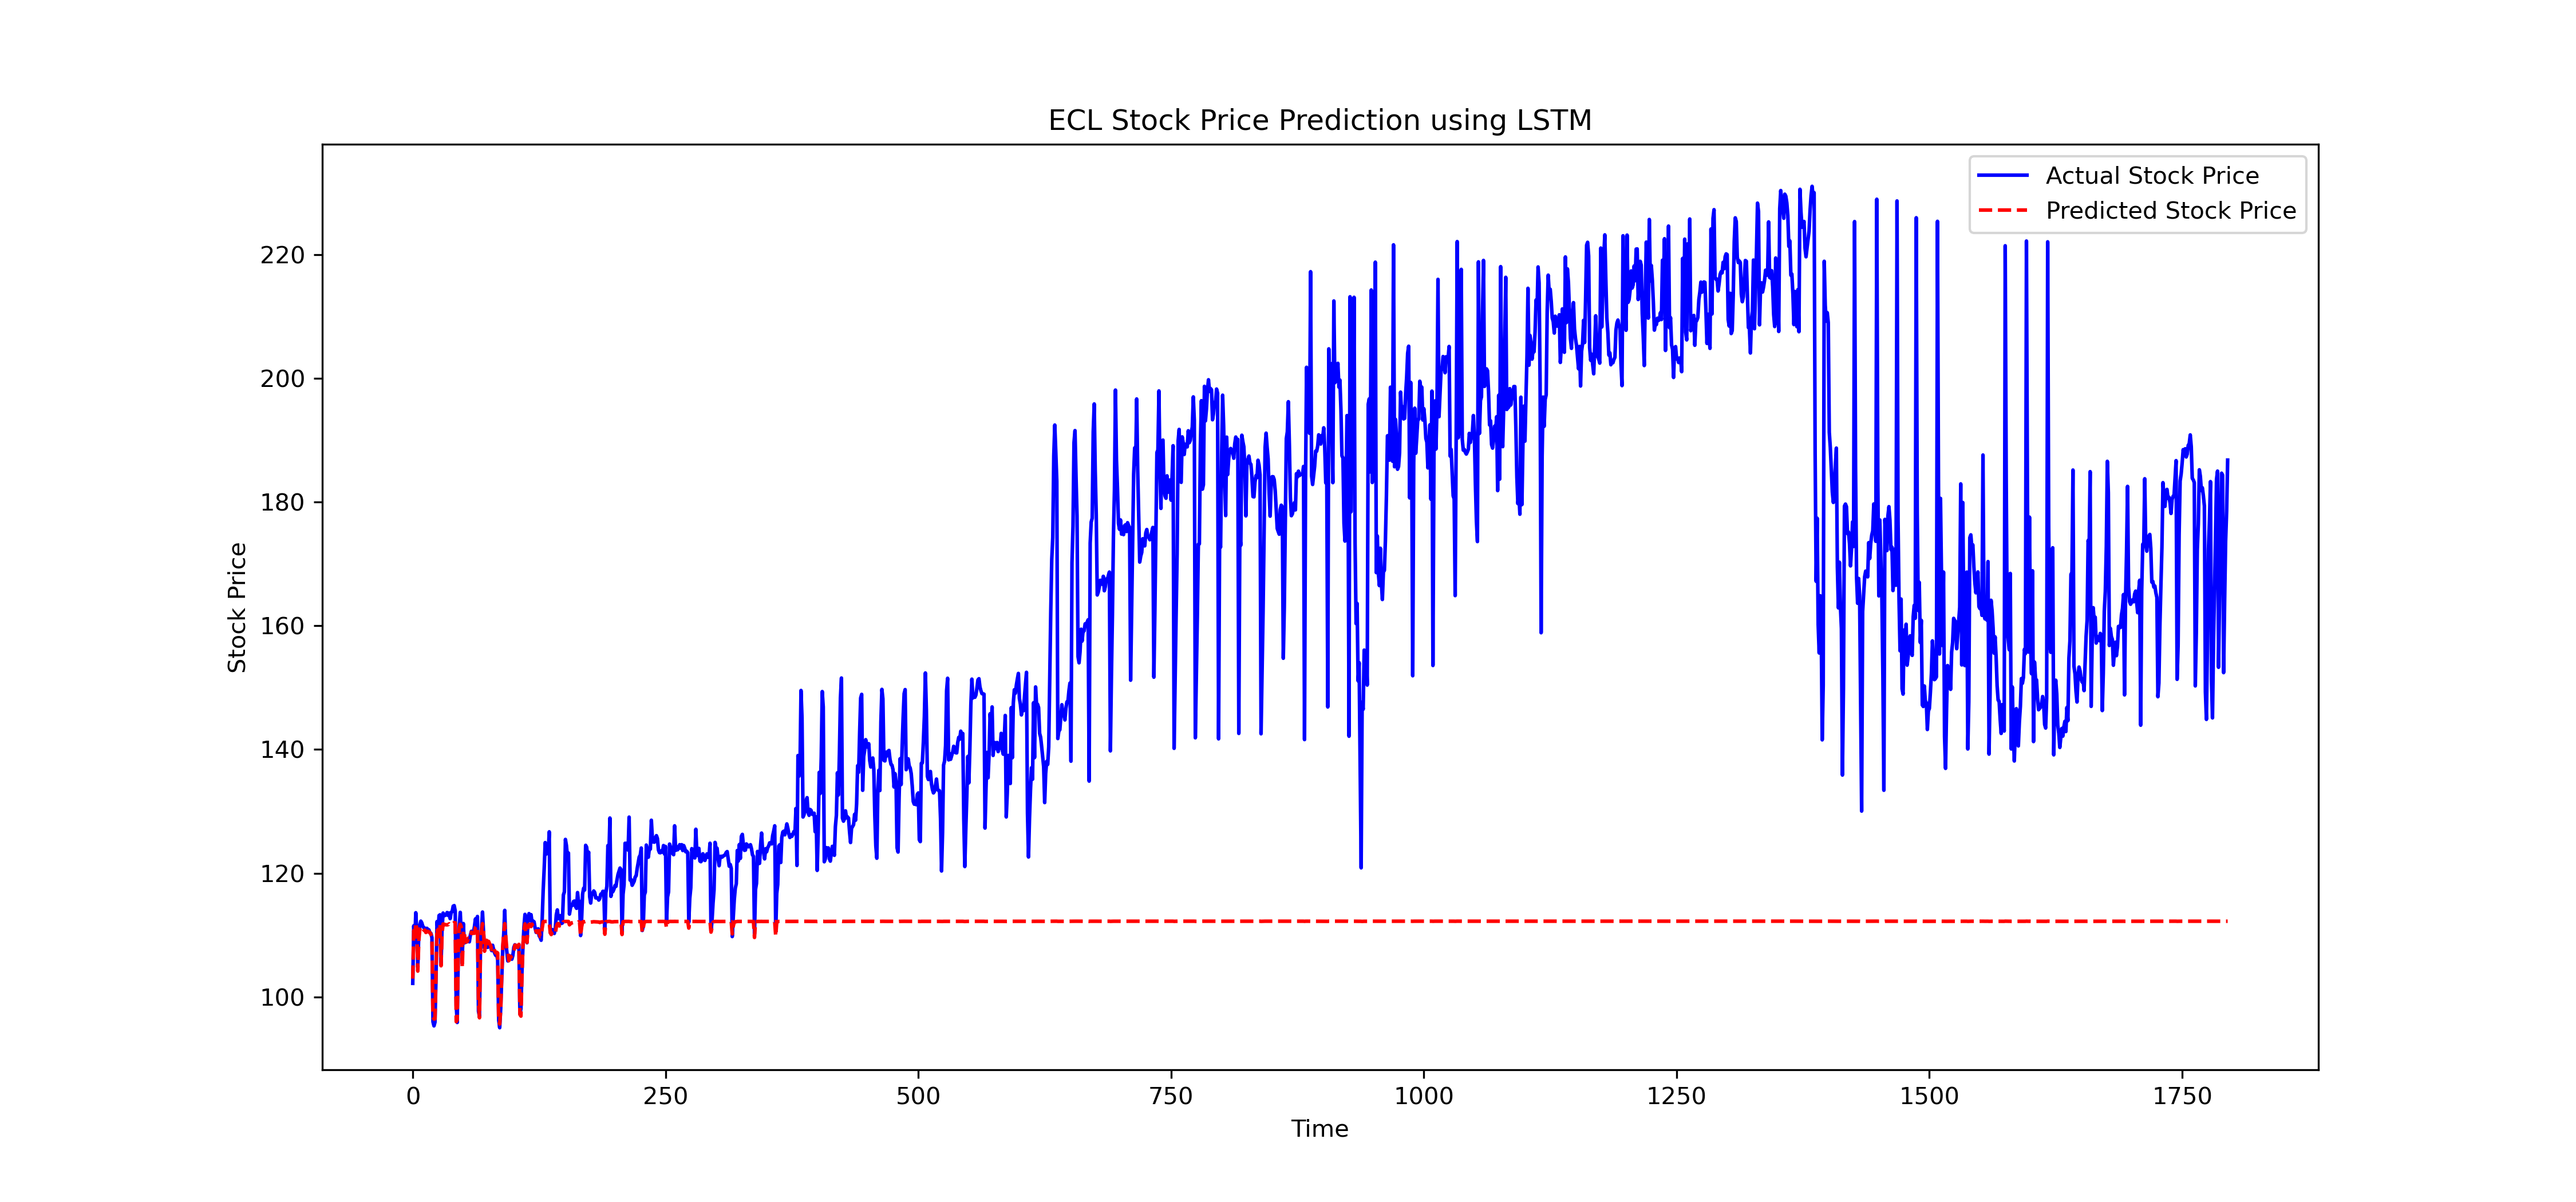 ECL Stock Price Prediction using LSTM
Actual Stock Price
Predicted Stock Price
220
200
180
160
140
120
100
Stock Price
0 250 500 750 1000 1250 1500 1750
Time